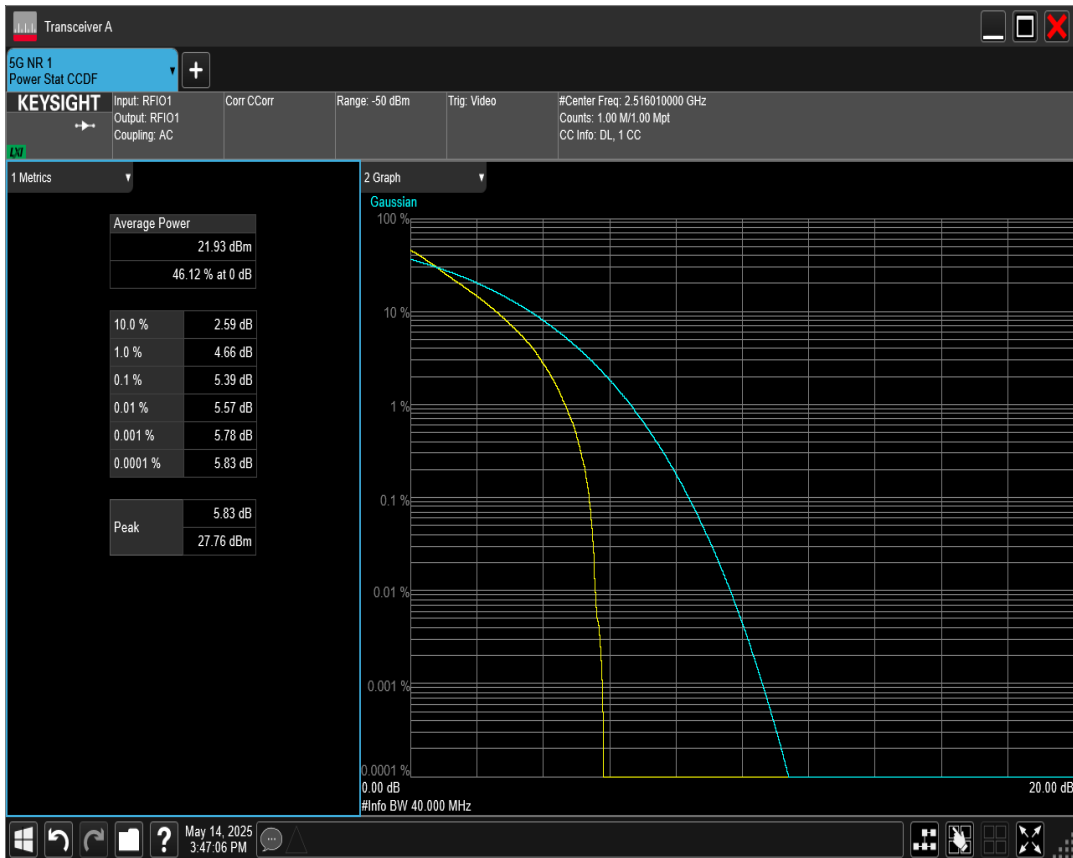 Transceiver A
5G NR 1
Power Stat CCDF
+
KEYSIGHT
LXI
Input: RFIO1
Output: RFIO1
Coupling: AC
Corr CCorr
Range: -50 dBm
Trig: Video
#Center Freq: 2.516010000 GHz
Counts: 1.00 M/1.00 Mpt
CC Info: DL, 1 CC
1 Metrics
Average Power
21.93 dBm
46.12 % at 0 dB
10.0 % 2.59 dB
1.0 % 4.66 dB
0.1 % 5.39 dB
0.01 % 5.57 dB
0.001 % 5.78 dB
0.0001 % 5.83 dB
Peak 5.83 dB
27.76 dBm
2 Graph
Gaussian
100 %
10 %
1 %
0.1 %
0.01 %
0.001 %
0.0001 %
0.00 dB 20.00 dB
#Info BW 40.000 MHz
?
May 14, 2025
3:47:06 PM